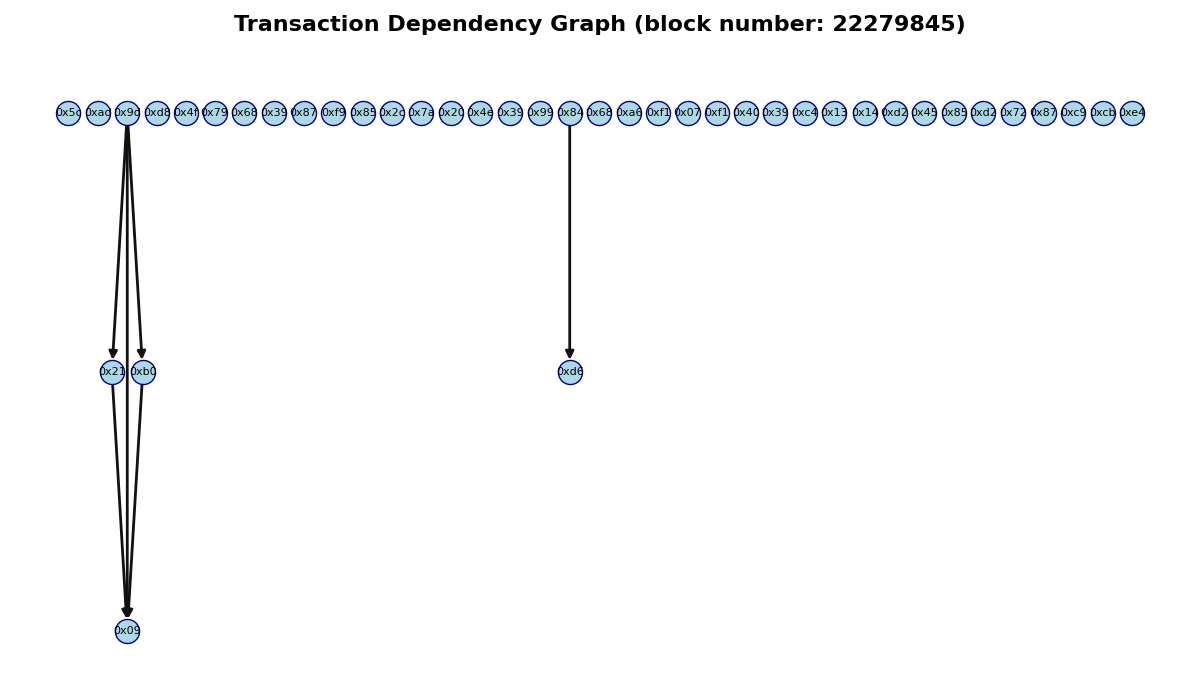 Transaction Dependency Graph (block number: 22279845)
0x5c 0xad 0x9d 0xd8 0x4f 0x79 0x68 0x39 0x87 0xf9 0x85 0x2c 0x7a 0x20 0x4e 0x39 0x99 0x84 0x68 0xa6 0xf1 0x07 0xf1 0x40 0x39 0xc4 0x13 0x14 0xd2 0x45 0x85 0xd2 0x72 0x87 0xc9 0xcb 0xe4
0x21 0xb0 0xd6
0x09